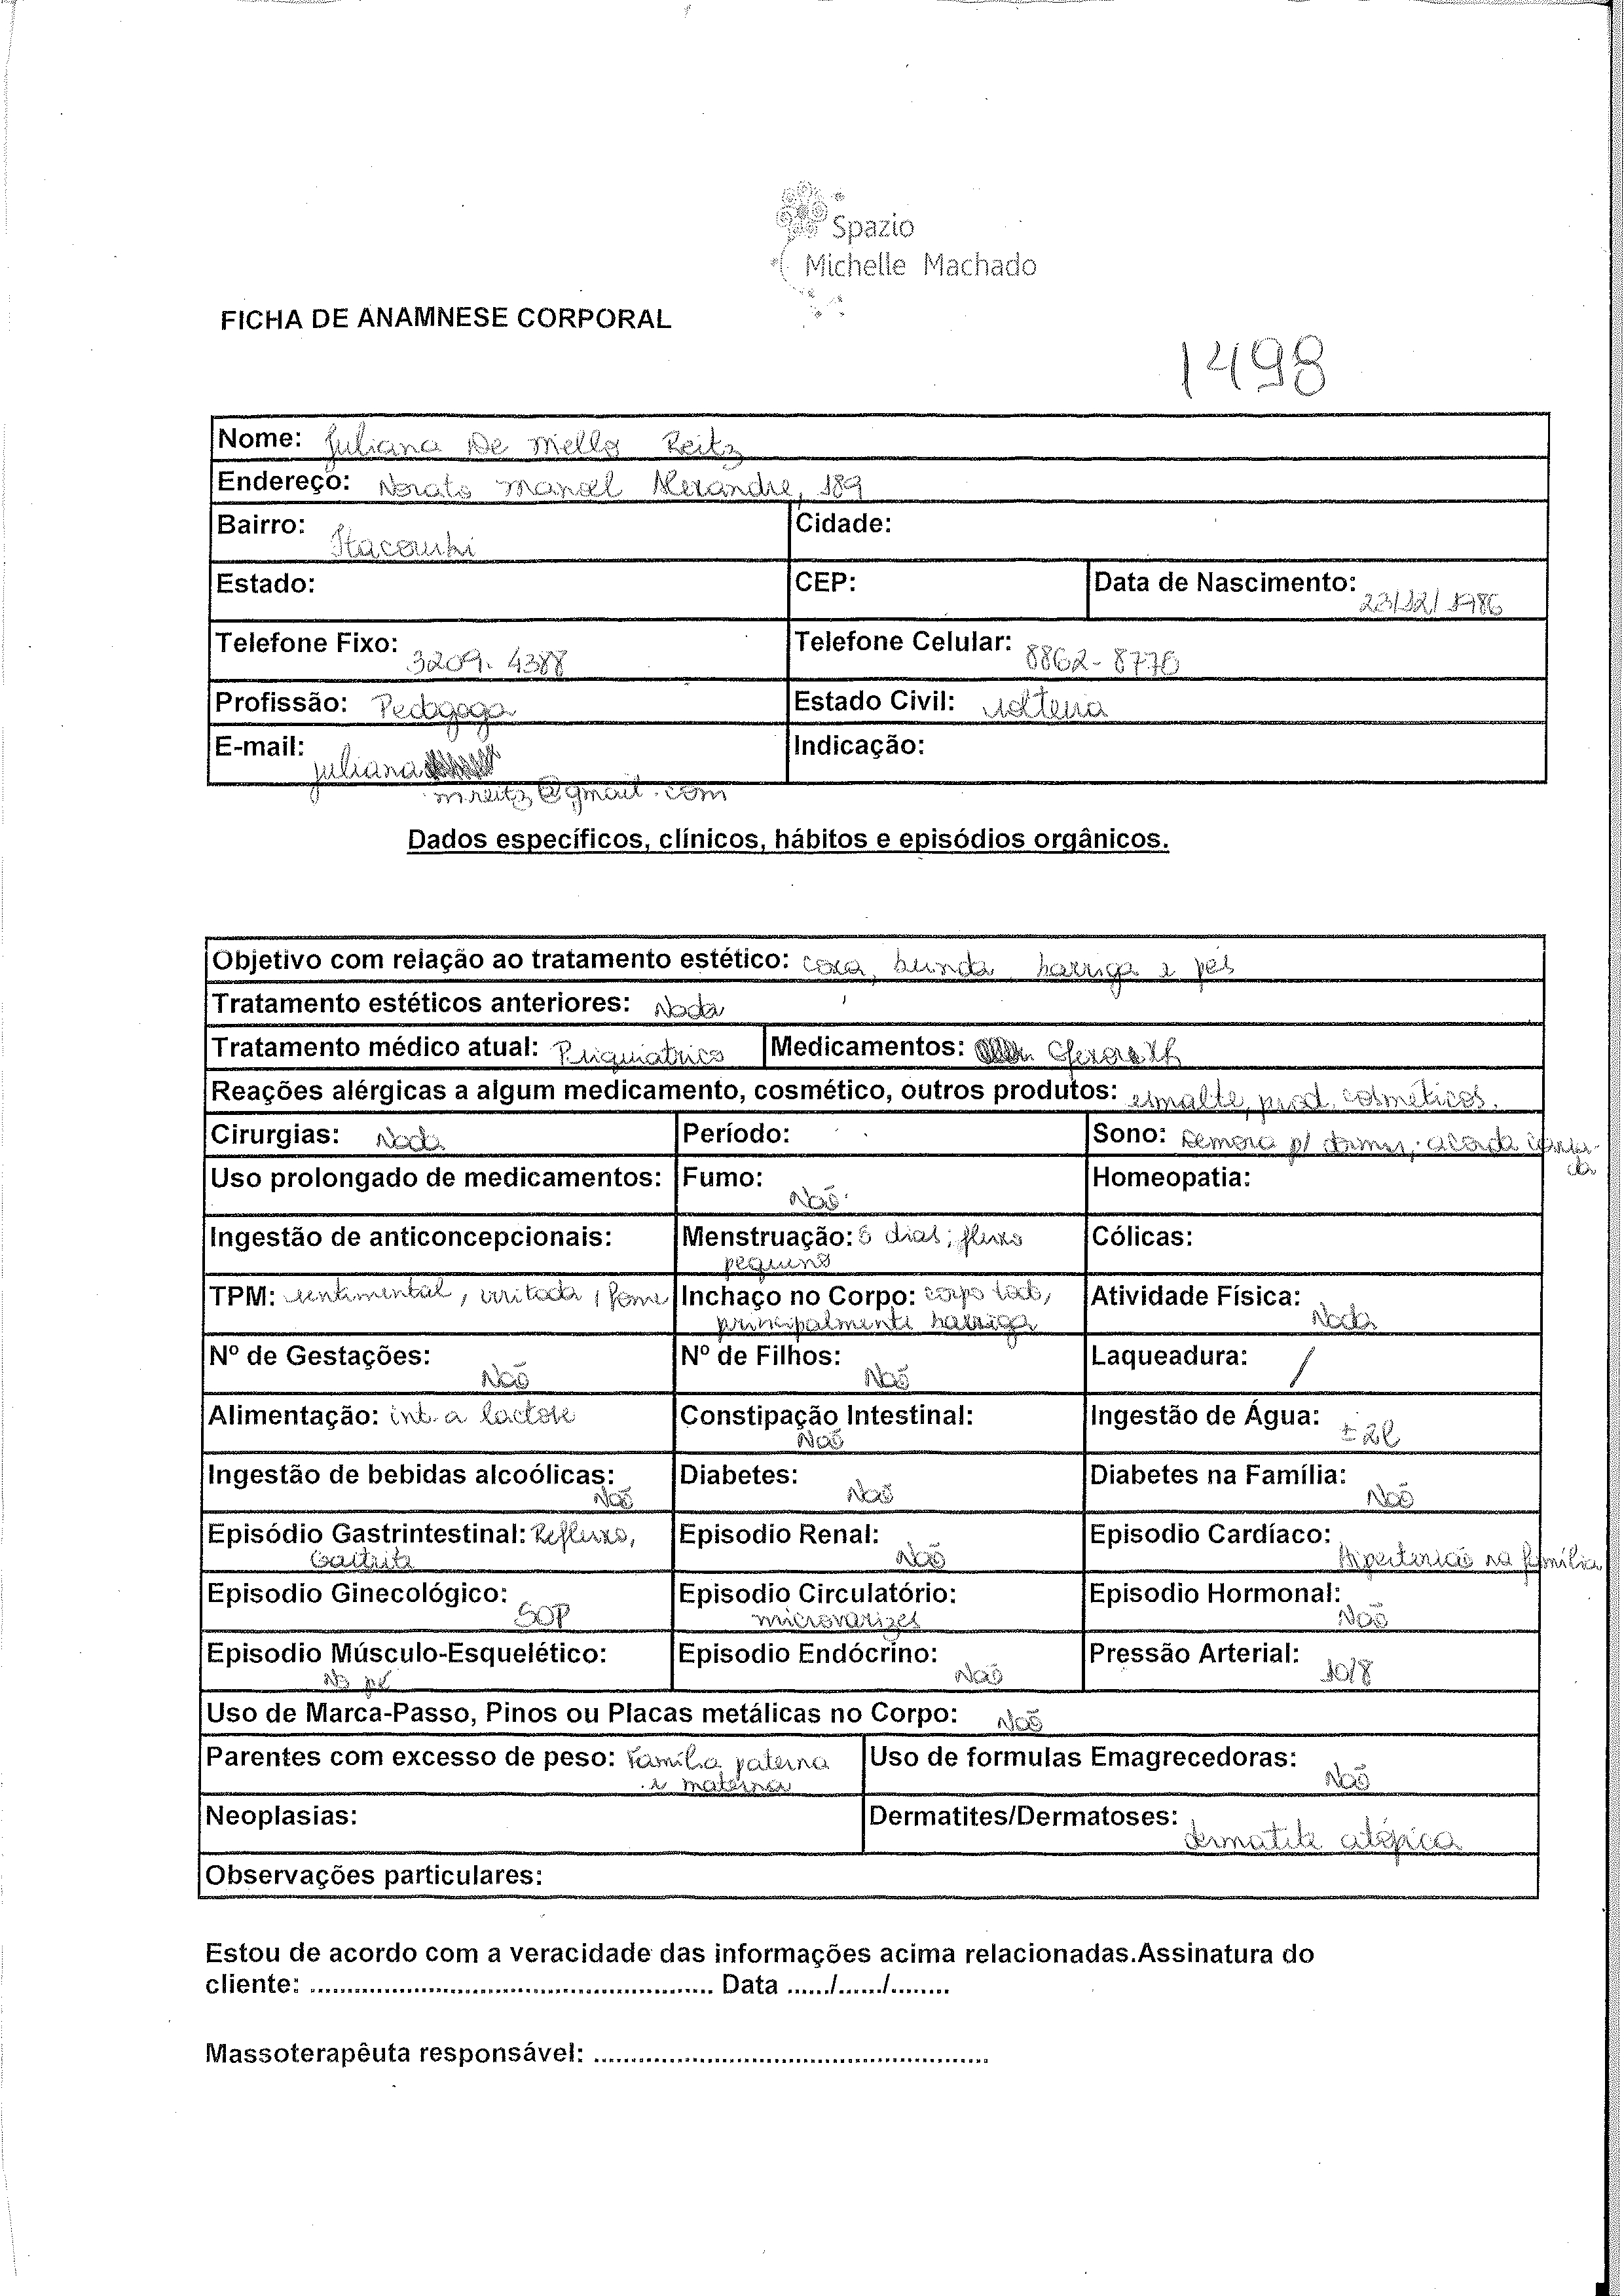 Spazio
Michelle Machado
FICHA DE ANAMNESE CORPORAL
1498
Nome: Juliana De Mello Reitz
Endereço: Norato Manoel Alexandre, 189
Bairro: Itacorubi Cidade:
Estado: CEP: Data de Nascimento: 23/12/1986
Telefone Fixo: 3209-4388 Telefone Celular: 8862-8776
Profissão: Pedagoga Estado Civil: solteira
E-mail: juliana Indicação:
mreitz@gmail.com
Dados específicos, clínicos, hábitos e episódios orgânicos.
Objetivo com relação ao tratamento estético: coxa, bunda, barriga e pés
Tratamento estéticos anteriores: Nada
Tratamento médico atual: Psiquiatrico Medicamentos:
Reações alérgicas a algum medicamento, cosmético, outros produtos: esmalte, prod. cosméticos.
Cirurgias: Nada Período: Sono: Demora p/ dormir; acorda cansa-
da
Uso prolongado de medicamentos: Fumo: Não Homeopatia:
Ingestão de anticoncepcionais: Menstruação: 5 dias; fluxo Cólicas:
pequeno
TPM: sentimental, irritada, fome Inchaço no Corpo: corpo todo, Atividade Física: Nada
principalmente barriga
Nº de Gestações: Não Nº de Filhos: Não Laqueadura: /
Alimentação: int. a lactose Constipação Intestinal: Não Ingestão de Água: ± 2l
Ingestão de bebidas alcoólicas: Não Diabetes: Não Diabetes na Família: Não
Episódio Gastrintestinal: Refluxo, Episodio Renal: Não Episodio Cardíaco: Hipertensão na família
Gastrite
Episodio Ginecológico: SOP Episodio Circulatório: microvarizes Episodio Hormonal: Não
Episodio Músculo-Esquelético: No pé Episodio Endócrino: Não Pressão Arterial: 10/8
Uso de Marca-Passo, Pinos ou Placas metálicas no Corpo: Não
Parentes com excesso de peso: Família paterna Uso de formulas Emagrecedoras: Não
e materna
Neoplasias: Dermatites/Dermatoses: dermatite atópica
Observações particulares:
Estou de acordo com a veracidade das informações acima relacionadas.Assinatura do
cliente: .................................................. Data ....../....../........
Massoterapêuta responsável: ..................................................